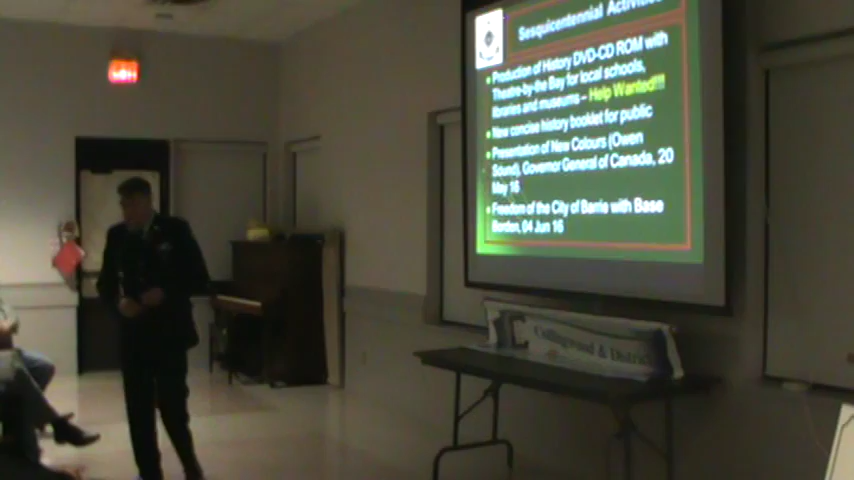 Sesquicentennial Activities
Production of History DVD-CD ROM with
Theatre-by-the Bay for local schools,
libraries and museums – Help Wanted!!!
New concise history booklet for public
Presentation of New Colours (Owen
Sound), Governor General of Canada, 20
May 16
Freedom of the City of Barrie with Base
Borden, 04 Jun 16
Collingwood & District